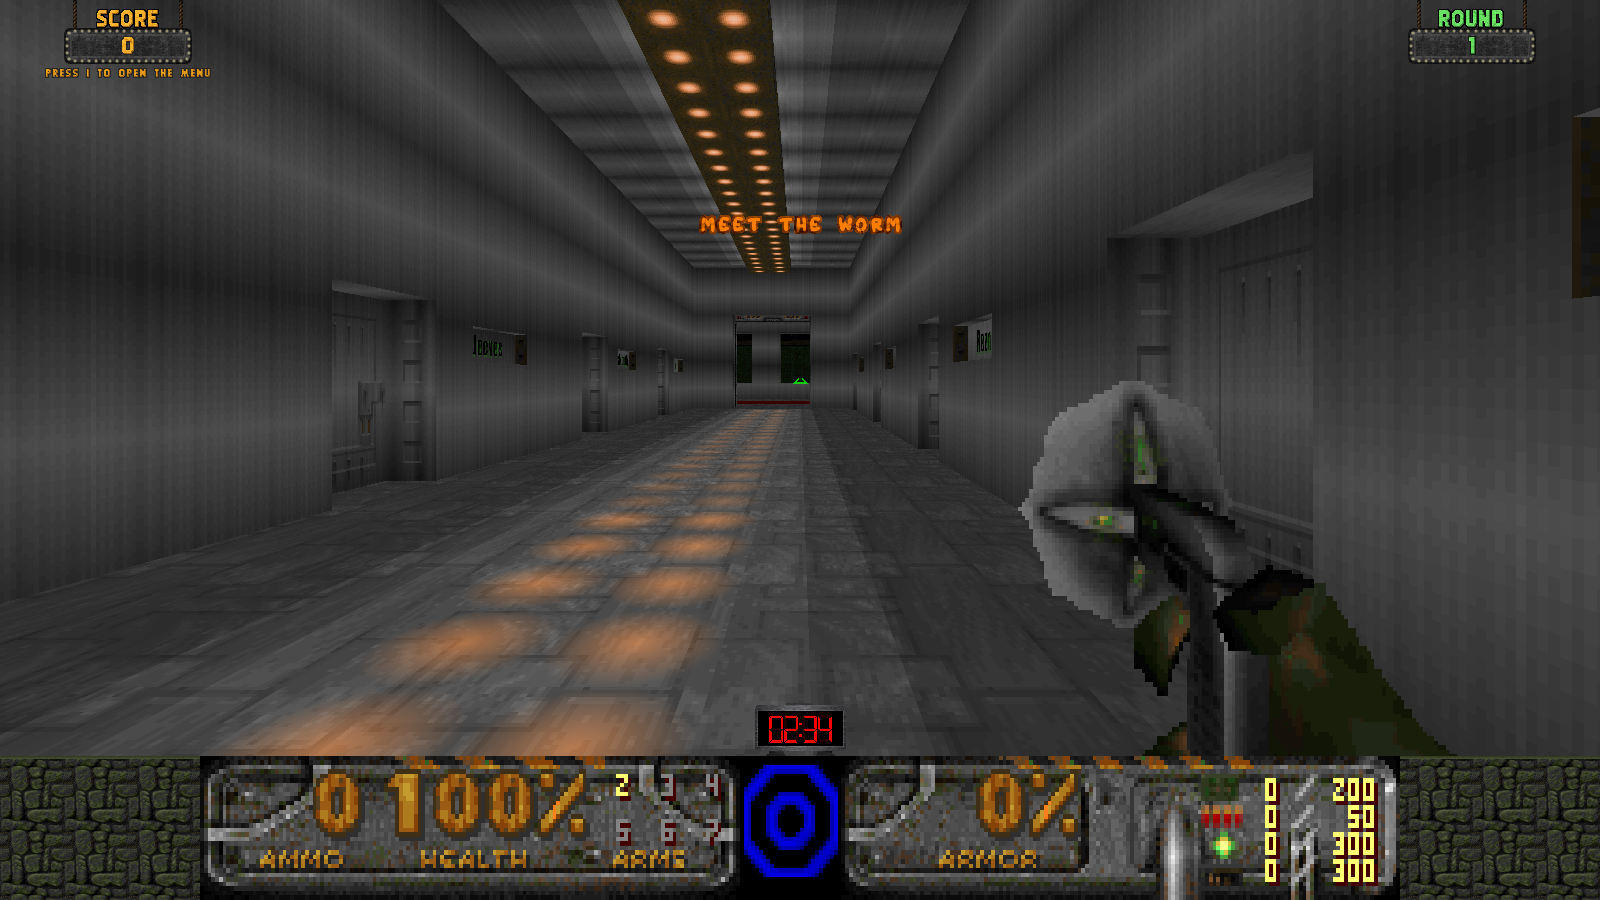 SCORE
0
PRESS I TO OPEN THE MENU
ROUND
1
MEET THE WORM
Jeeves
02:34
0 100% 2 3 4
5 6 7
AMMO HEALTH ARMS
0%
ARMOR
0 200
0 50
0 300
0 300